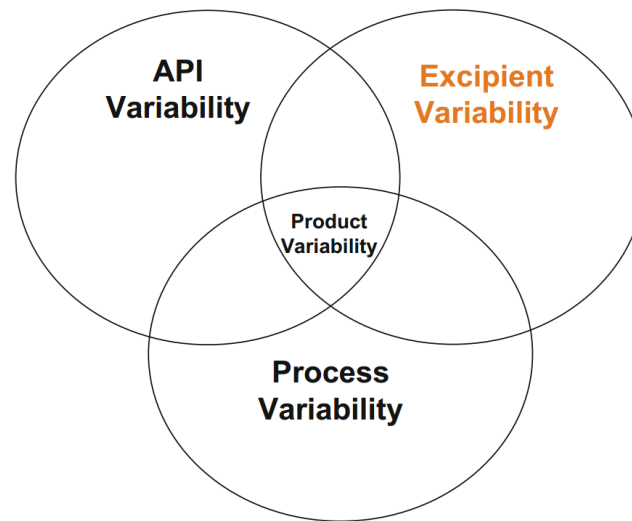 API
Variability
Excipient
Variability
Product
Variability
Process
Variability